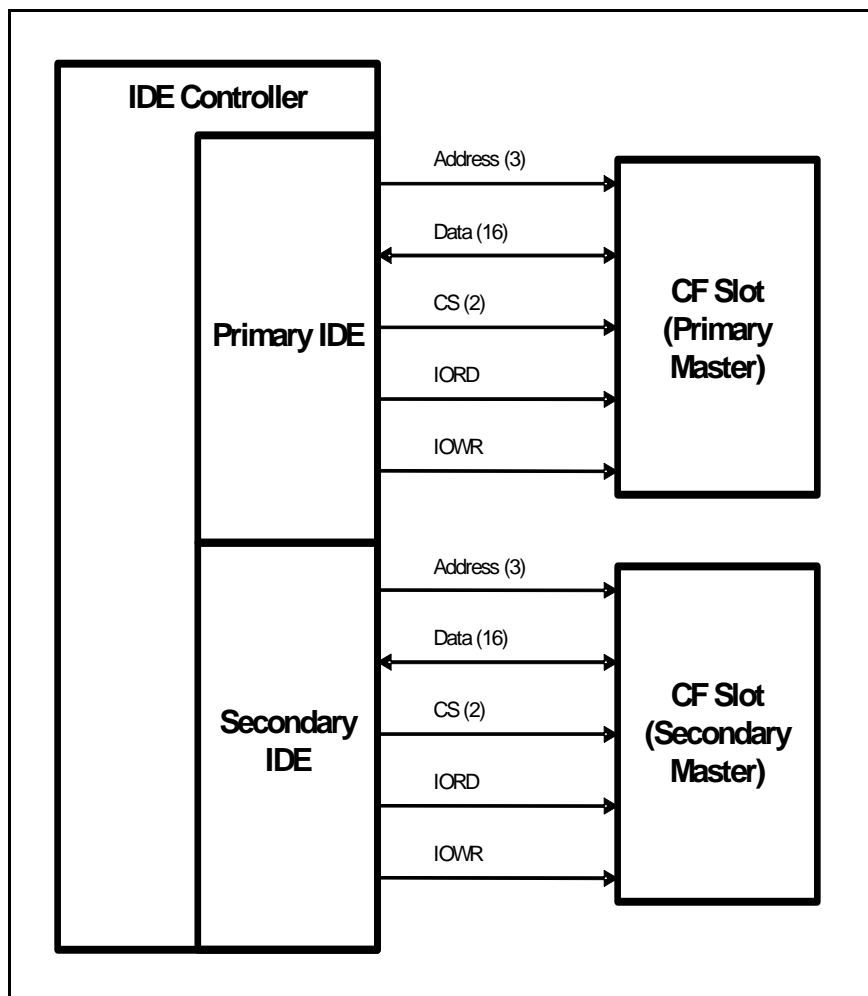 IDE Controller
Address (3)
Data (16)
CS (2)
IORD
IOWR
Primary IDE
CF Slot
(Primary
Master)
Address (3)
Data (16)
CS (2)
IORD
IOWR
Secondary
IDE
CF Slot
(Secondary
Master)